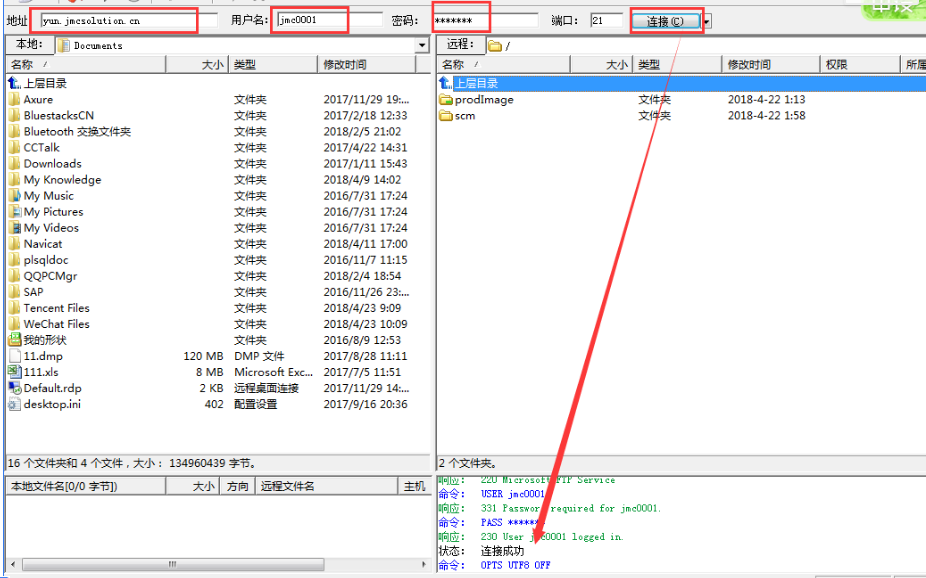 地址 yun.jmcsolution.cn 用户名: jmc0001 密码: ******* 端口: 21 连接(C)
本地: Documents 远程: /
名称 大小 类型 修改时间 名称 大小 类型 修改时间 权限 所属
上层目录 上层目录
Axure 文件夹 2017/11/29 19:... prodImage 文件夹 2018-4-22 1:13
BluestacksCN 文件夹 2017/2/18 12:33 scm 文件夹 2018-4-22 1:58
Bluetooth 交换文件夹 文件夹 2018/2/5 21:02
CCTalk 文件夹 2017/4/22 14:31
Downloads 文件夹 2017/1/11 15:43
My Knowledge 文件夹 2018/4/9 14:02
My Music 文件夹 2016/7/31 17:24
My Pictures 文件夹 2016/7/31 17:24
My Videos 文件夹 2016/7/31 17:24
Navicat 文件夹 2018/4/11 17:00
plsqldoc 文件夹 2016/11/7 11:15
QQPCMgr 文件夹 2018/2/4 18:54
SAP 文件夹 2016/11/26 23:...
Tencent Files 文件夹 2018/4/23 9:09
WeChat Files 文件夹 2018/4/23 10:09
我的形状 文件夹 2016/8/9 12:53
11.dmp 120 MB DMP 文件 2017/8/28 11:11
111.xls 8 MB Microsoft Exc... 2017/7/5 11:51
Default.rdp 2 KB 远程桌面连接 2017/11/29 14:...
desktop.ini 402 配置设置 2017/9/16 20:36
16 个文件夹和 4 个文件，大小： 134960439 字节。 2 个文件夹。
本地文件名[0/0 字节]) 大小 方向 远程文件名 主机
响应: 220 Microsoft FTP Service
命令: USER jmc0001
响应: 331 Password required for jmc0001.
命令: PASS *******
响应: 230 User jmc0001 logged in.
状态: 连接成功
命令: OPTS UTF8 OFF